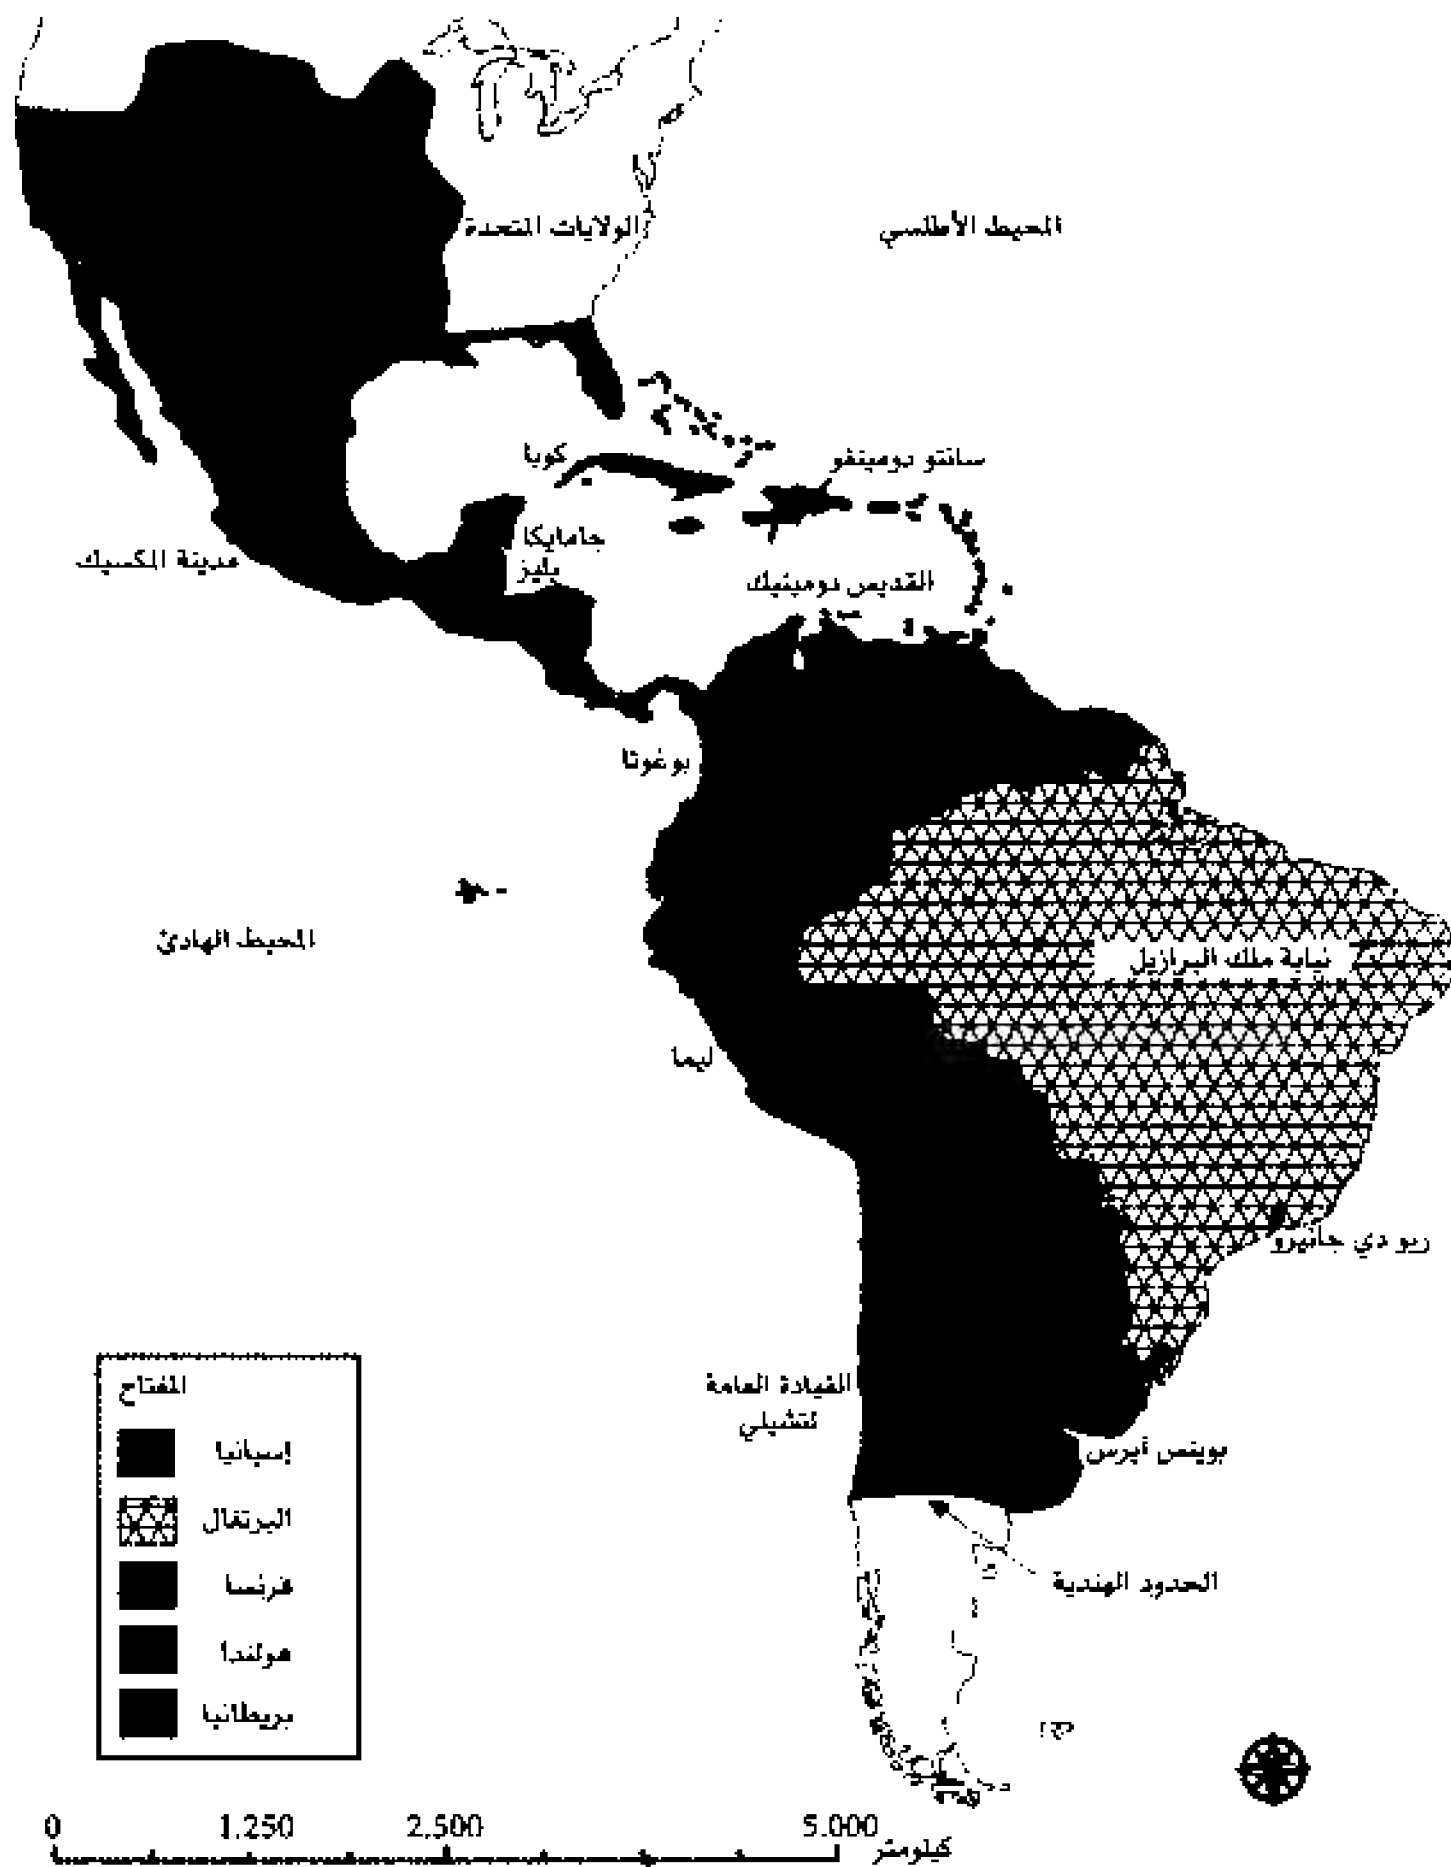 الولايات المتحدة
المحيط الأطلسي
كوبا
سانتو دومينغو
جامايكا
بليز
مدينة المكسيك
القديس دومينيك
بوغوتا
المحيط الهادئ
نيابة ملك البرازيل
ليما
ريو دي جانيرو
القيادة العامة
لتشيلي
بوينس آيرس
الحدود الهندية
المفتاح
إسبانيا
البرتغال
فرنسا
هولندا
بريطانيا
0 1.250 2.500 5.000
كيلومتر